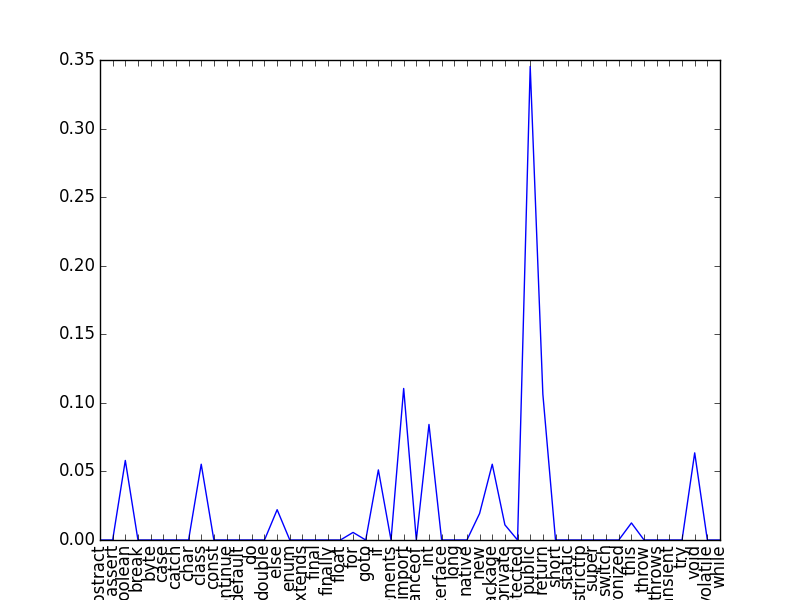 0.35
0.30
0.25
0.20
0.15
0.10
0.05
0.00
bstract
assert
oolean
break
byte
case
catch
char
class
const
ntinue
default
do
double
else
enum
xtends
final
finally
float
for
goto
if
ments
import
anceof
int
terface
long
native
new
ackage
private
tected
public
return
short
static
strictfp
super
switch
onized
this
throw
throws
ansient
try
void
volatile
while